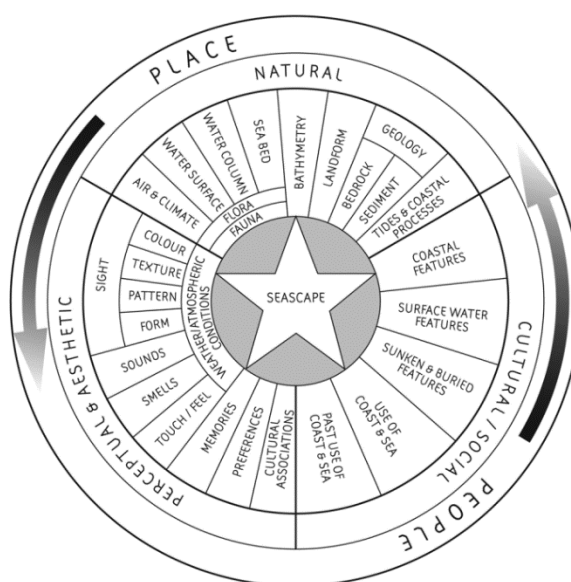 PLACE
NATURAL
AIR & CLIMATE
WATER SURFACE
WATER COLUMN
SEA BED
FLORA
FAUNA
BATHYMETRY
LANDFORM
GEOLOGY
BEDROCK
SEDIMENT
TIDES & COASTAL
PROCESSES
CULTURAL / SOCIAL
COASTAL
FEATURES
SURFACE WATER
FEATURES
SUNKEN & BURIED
FEATURES
USE OF
COAST & SEA
PAST USE OF
COAST & SEA
PEOPLE
PERCEPTUAL & AESTHETIC
CULTURAL
ASSOCIATIONS
PREFERENCES
MEMORIES
TOUCH / FEEL
SMELLS
SOUNDS
SIGHT
FORM
PATTERN
TEXTURE
COLOUR
WEATHER/ATMOSPHERIC
CONDITIONS
SEASCAPE